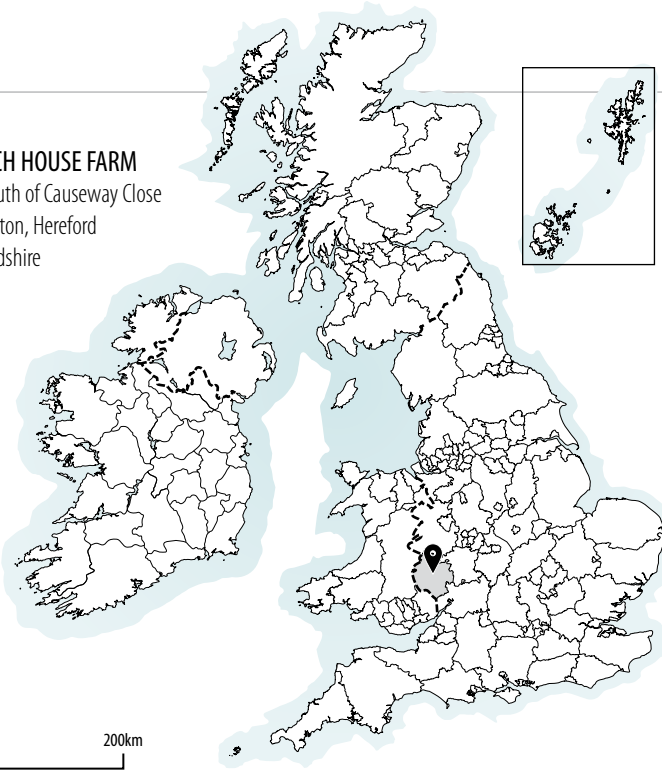 CH HOUSE FARM
uth of Causeway Close
ton, Hereford
dshire
200km